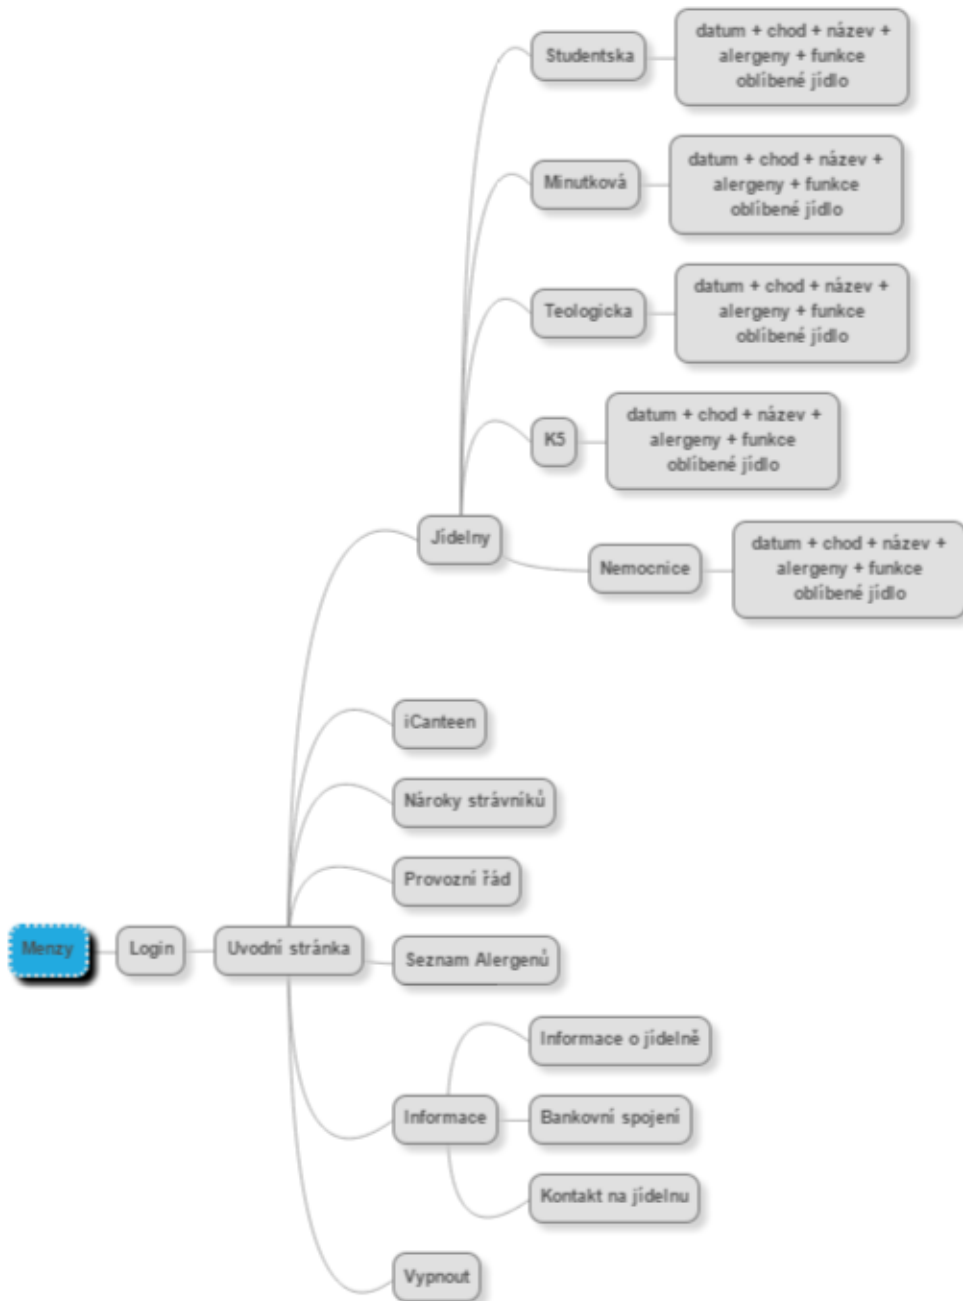 Studentska
datum + chod + název +
alergeny + funkce
oblíbené jídlo
Minutková
datum + chod + název +
alergeny + funkce
oblíbené jídlo
Teologicka
datum + chod + název +
alergeny + funkce
oblíbené jídlo
K5
datum + chod + název +
alergeny + funkce
oblíbené jídlo
Jídelny
Nemocnice
datum + chod + název +
alergeny + funkce
oblíbené jídlo
iCanteen
Nároky strávníků
Provozní řád
Menzy
Login
Uvodní stránka
Seznam Alergenů
Informace o jídelně
Informace
Bankovní spojení
Kontakt na jídelnu
Vypnout